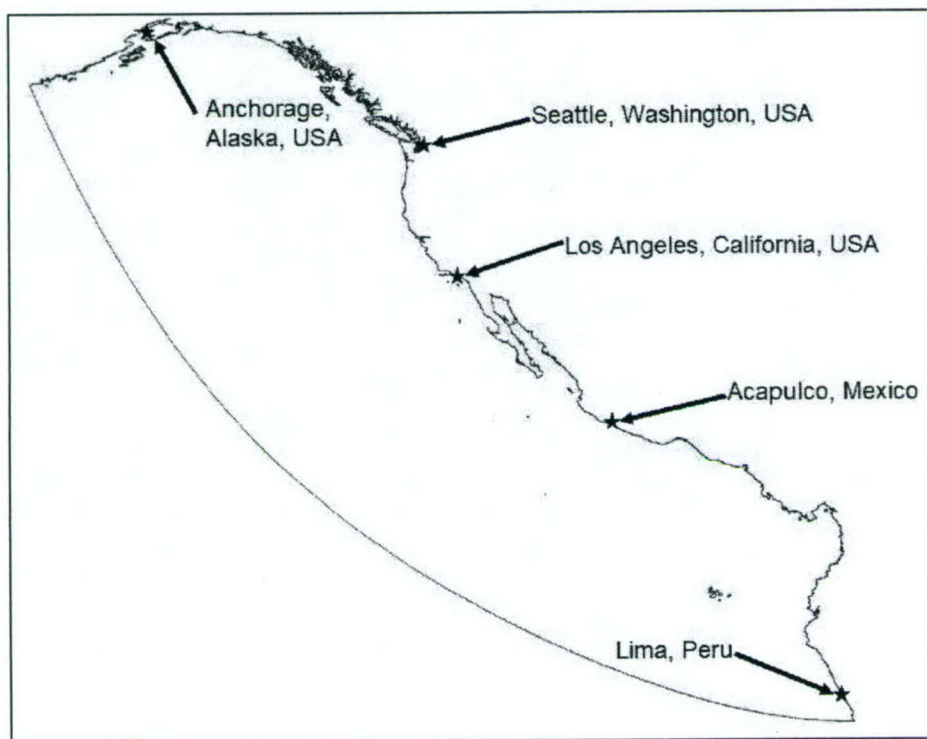 Anchorage,
Alaska, USA
Seattle, Washington, USA
Los Angeles, California, USA
Acapulco, Mexico
Lima, Peru